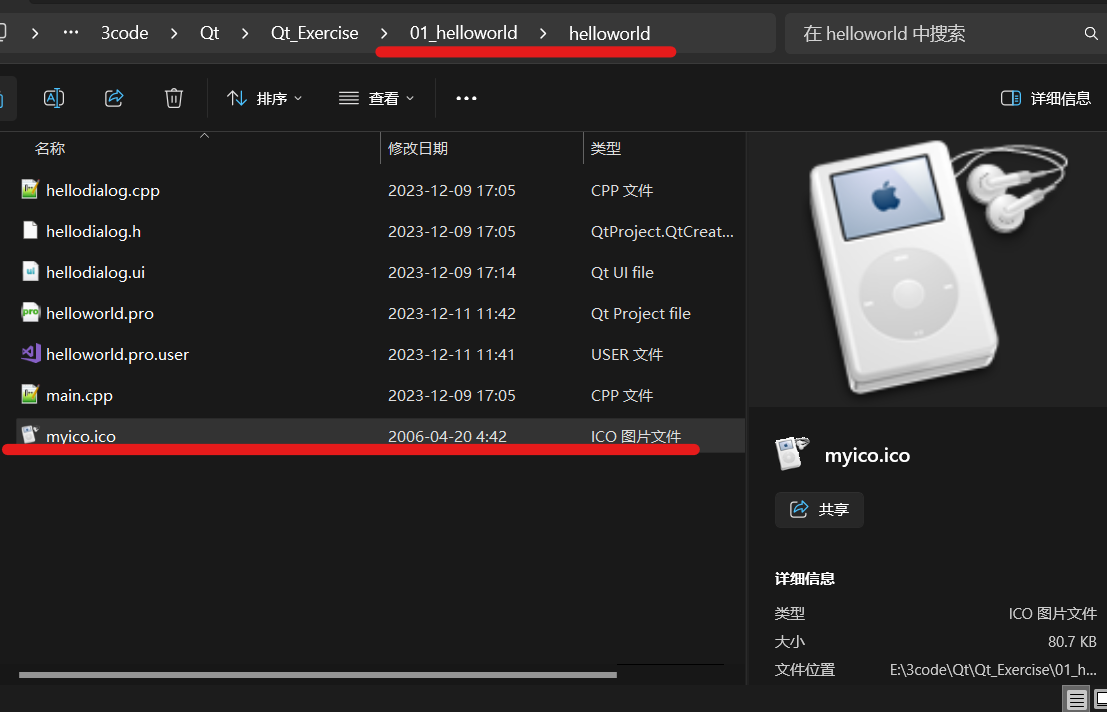 ··· 3code Qt Qt_Exercise 01_helloworld helloworld 在 helloworld 中搜索
排序 查看 ··· 详细信息
名称 修改日期 类型
hellodialog.cpp 2023-12-09 17:05 CPP 文件
hellodialog.h 2023-12-09 17:05 QtProject.QtCreat...
hellodialog.ui 2023-12-09 17:14 Qt UI file
helloworld.pro 2023-12-11 11:42 Qt Project file
helloworld.pro.user 2023-12-11 11:41 USER 文件
main.cpp 2023-12-09 17:05 CPP 文件
myico.ico 2006-04-20 4:42 ICO 图片文件
myico.ico
共享
详细信息
类型 ICO 图片文件
大小 80.7 KB
文件位置 E:\3code\Qt\Qt_Exercise\01_h...